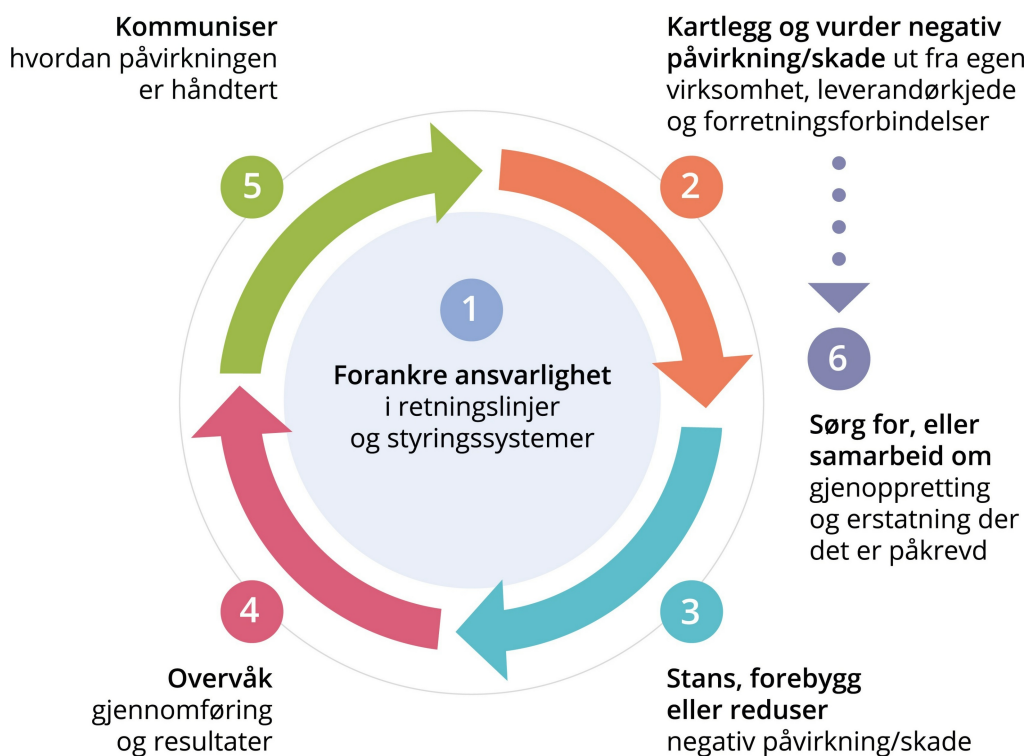 1
Forankre ansvarlighet
i retningslinjer
og styringssystemer
2
Kartlegg og vurder negativ
påvirkning/skade ut fra egen
virksomhet, leverandørkjede
og forretningsforbindelser
3
Stans, forebygg
eller reduser
negativ påvirkning/skade
4
Overvåk
gjennomføring
og resultater
5
Kommuniser
hvordan påvirkningen
er håndtert
6
Sørg for, eller
samarbeid om
gjenoppretting
og erstatning der
det er påkrevd